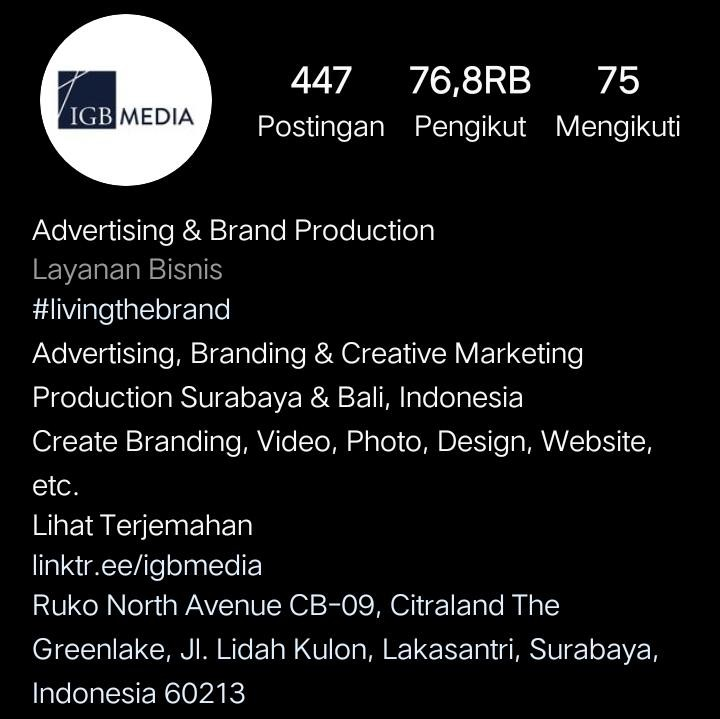 IGB MEDIA
447 76,8RB 75
Postingan Pengikut Mengikuti
Advertising & Brand Production
Layanan Bisnis
#livingthebrand
Advertising, Branding & Creative Marketing
Production Surabaya & Bali, Indonesia
Create Branding, Video, Photo, Design, Website,
etc.
Lihat Terjemahan
linktr.ee/igbmedia
Ruko North Avenue CB-09, Citraland The
Greenlake, Jl. Lidah Kulon, Lakasantri, Surabaya,
Indonesia 60213